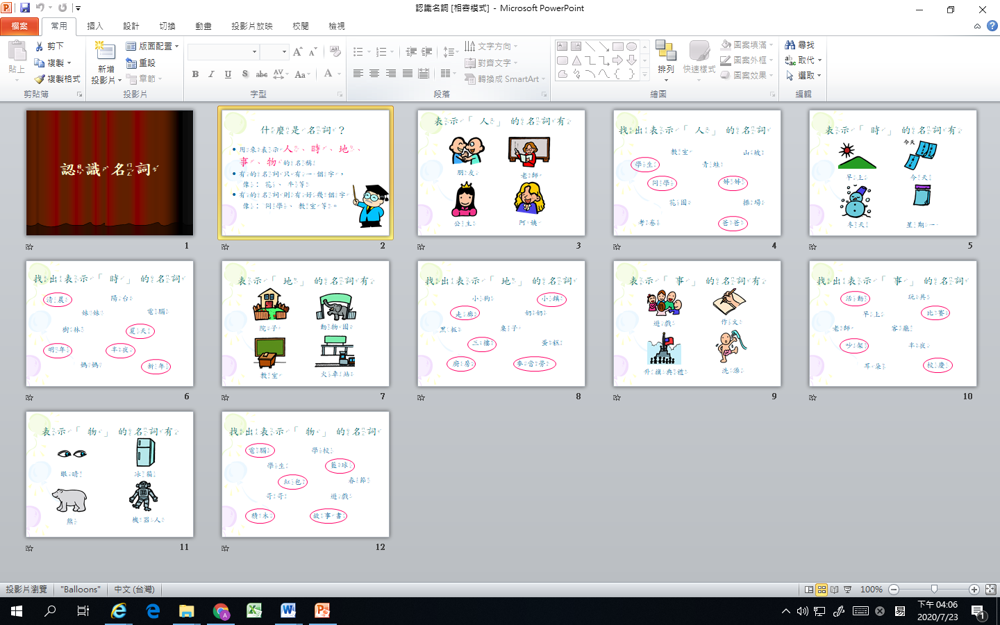 認識名詞 [相容模式] - Microsoft PowerPoint
檔案 常用 插入 設計 切換 動畫 投影片放映 校閱 檢視
貼上
剪下
複製
複製格式
剪貼簿
新增
投影片
版面配置
重設
章節
投影片
B I U S abc AV Aa A
字型
文字方向
對齊文字
轉換成 SmartArt
段落
排列
快速樣式
圖案填滿
圖案外框
圖案效果
繪圖
尋找
取代
選取
編輯
認識名詞
1
什麼是名詞?
• 用來表示人、時、地、
事、物的名稱
• 有的名詞,只有一個字,
像: 花、 牛等
• 有的名詞,則有好幾個字
像: 同學、 教室等。
2
表示「 人」 的名詞有
朋友 老師
公主 阿姨
3
找出表示「 人」 的名詞
教室 山坡
學生 青蛙
同學 姊姊
花園 操場
考卷 爸爸
4
表示「 時」 的名詞有
今天
早上 今天
冬天 星期一
5
找出表示「 時」 的名詞
清晨 陽台
妹妹 電腦
樹林 夏天
明年 半夜
媽媽 新年
6
表示「 地」 的名詞有
院子 動物園
教室 火車站
7
找出表示「 地」 的名詞
小狗 小鎮
走廊 奶奶
黑板 桌子
三樓 蛋糕
廚房 麥當勞
8
表示「 事」 的名詞有
遊戲 作文
升旗典禮 洗澡
9
找出表示「 事」 的名詞
活動 玩具
早上 比賽
老師 客廳
吵架 半夜
耳朵 校慶
10
表示「 物」 的名詞有
眼睛 冰箱
熊 機器人
11
找出表示「 物」 的名詞
電腦 學校
學生 籃球
紅包 春節
哥哥 遊戲
積木 故事書
12
投影片瀏覽 "Balloons" 中文 (台灣) 100%
下午 04:06
2020/7/23
1